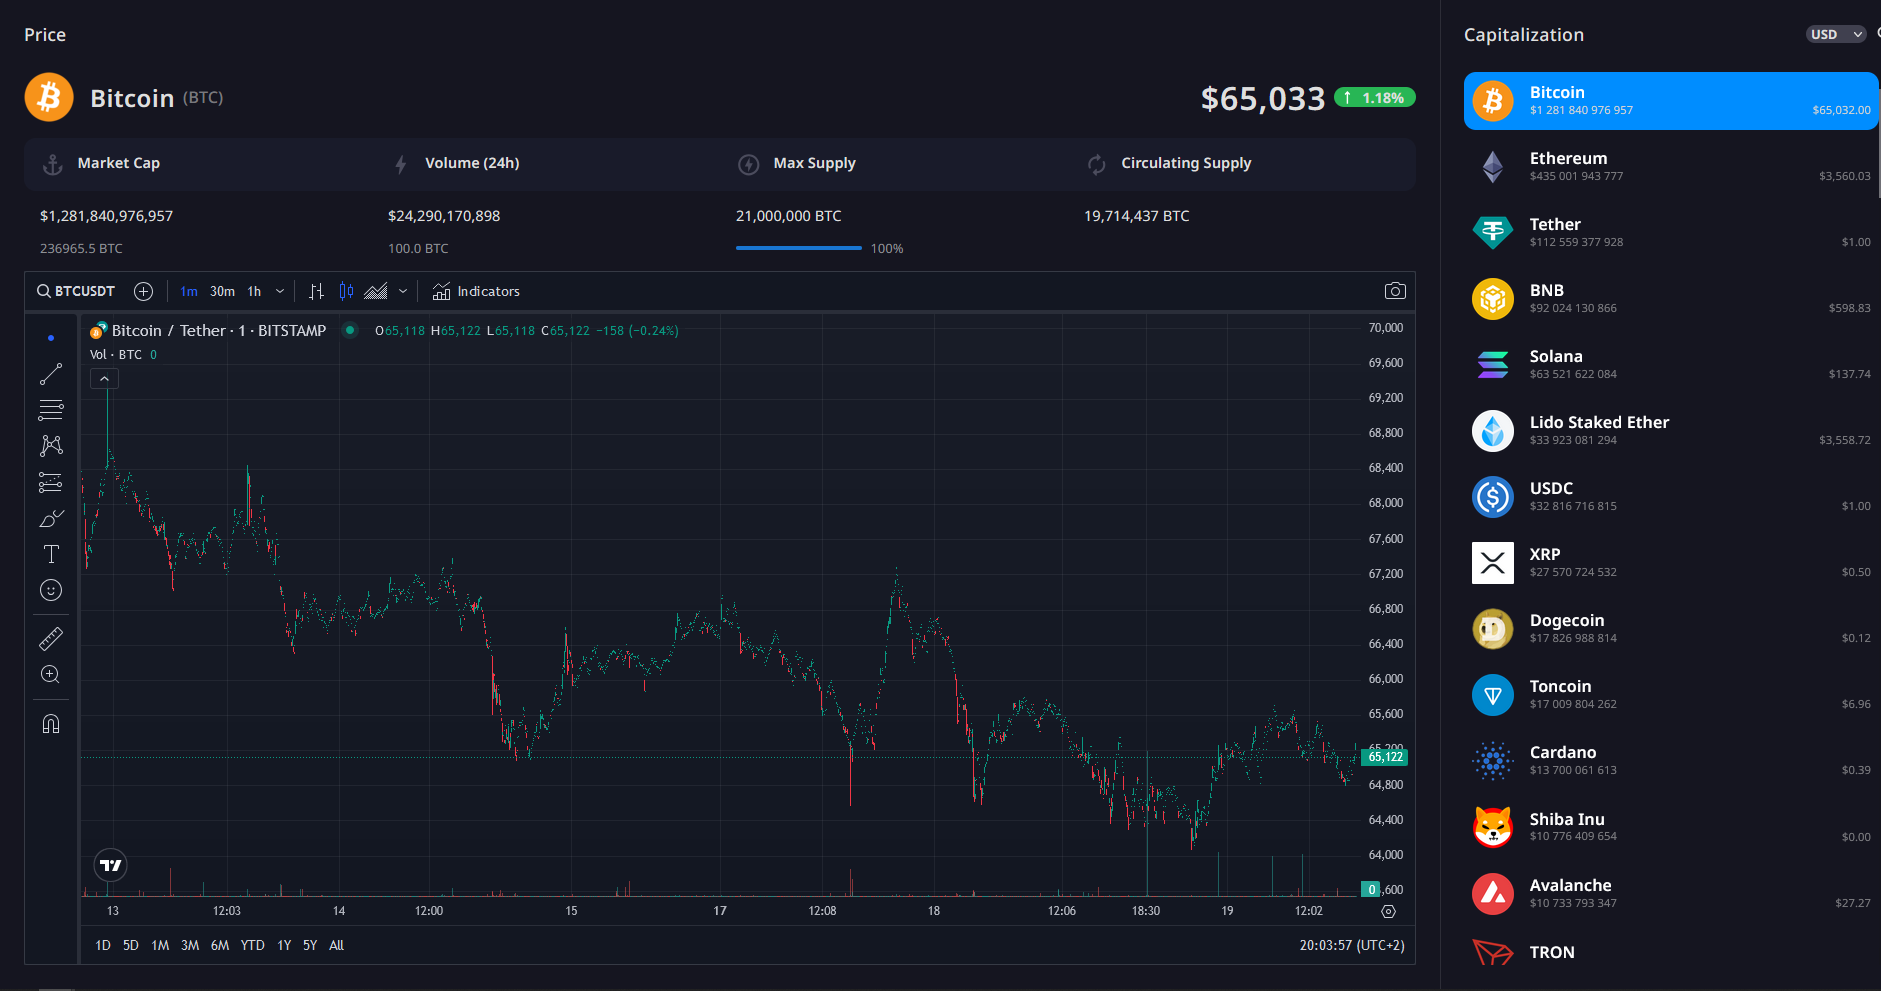 Price
Bitcoin (BTC)
$65,033 ↑ 1.18%
Market Cap
Volume (24h)
Max Supply
Circulating Supply
$1,281,840,976,957
$24,290,170,898
21,000,000 BTC
19,714,437 BTC
236965.5 BTC
100.0 BTC
100%
BTCUSDT
1m 30m 1h
Indicators
Bitcoin / Tether · 1 · BITSTAMP
O65,118 H65,122 L65,118 C65,122 −158 (−0.24%)
Vol · BTC 0
70,000
69,600
69,200
68,800
68,400
68,000
67,600
67,200
66,800
66,400
66,000
65,600
65,200
65,122
64,800
64,400
64,000
0
,600
13 12:03 14 12:00 15 17 12:08 18 12:06 18:30 19 12:02
1D 5D 1M 3M 6M YTD 1Y 5Y All
20:03:57 (UTC+2)
Capitalization
USD
Bitcoin
$1 281 840 976 957
$65,032.00
Ethereum
$435 001 943 777
$3,560.03
Tether
$112 559 377 928
$1.00
BNB
$92 024 130 866
$598.83
Solana
$63 521 622 084
$137.74
Lido Staked Ether
$33 923 081 294
$3,558.72
USDC
$32 816 716 815
$1.00
XRP
$27 570 724 532
$0.50
Dogecoin
$17 826 988 814
$0.12
Toncoin
$17 009 804 262
$6.96
Cardano
$13 700 061 613
$0.39
Shiba Inu
$10 776 409 654
$0.00
Avalanche
$10 733 793 347
$27.27
TRON